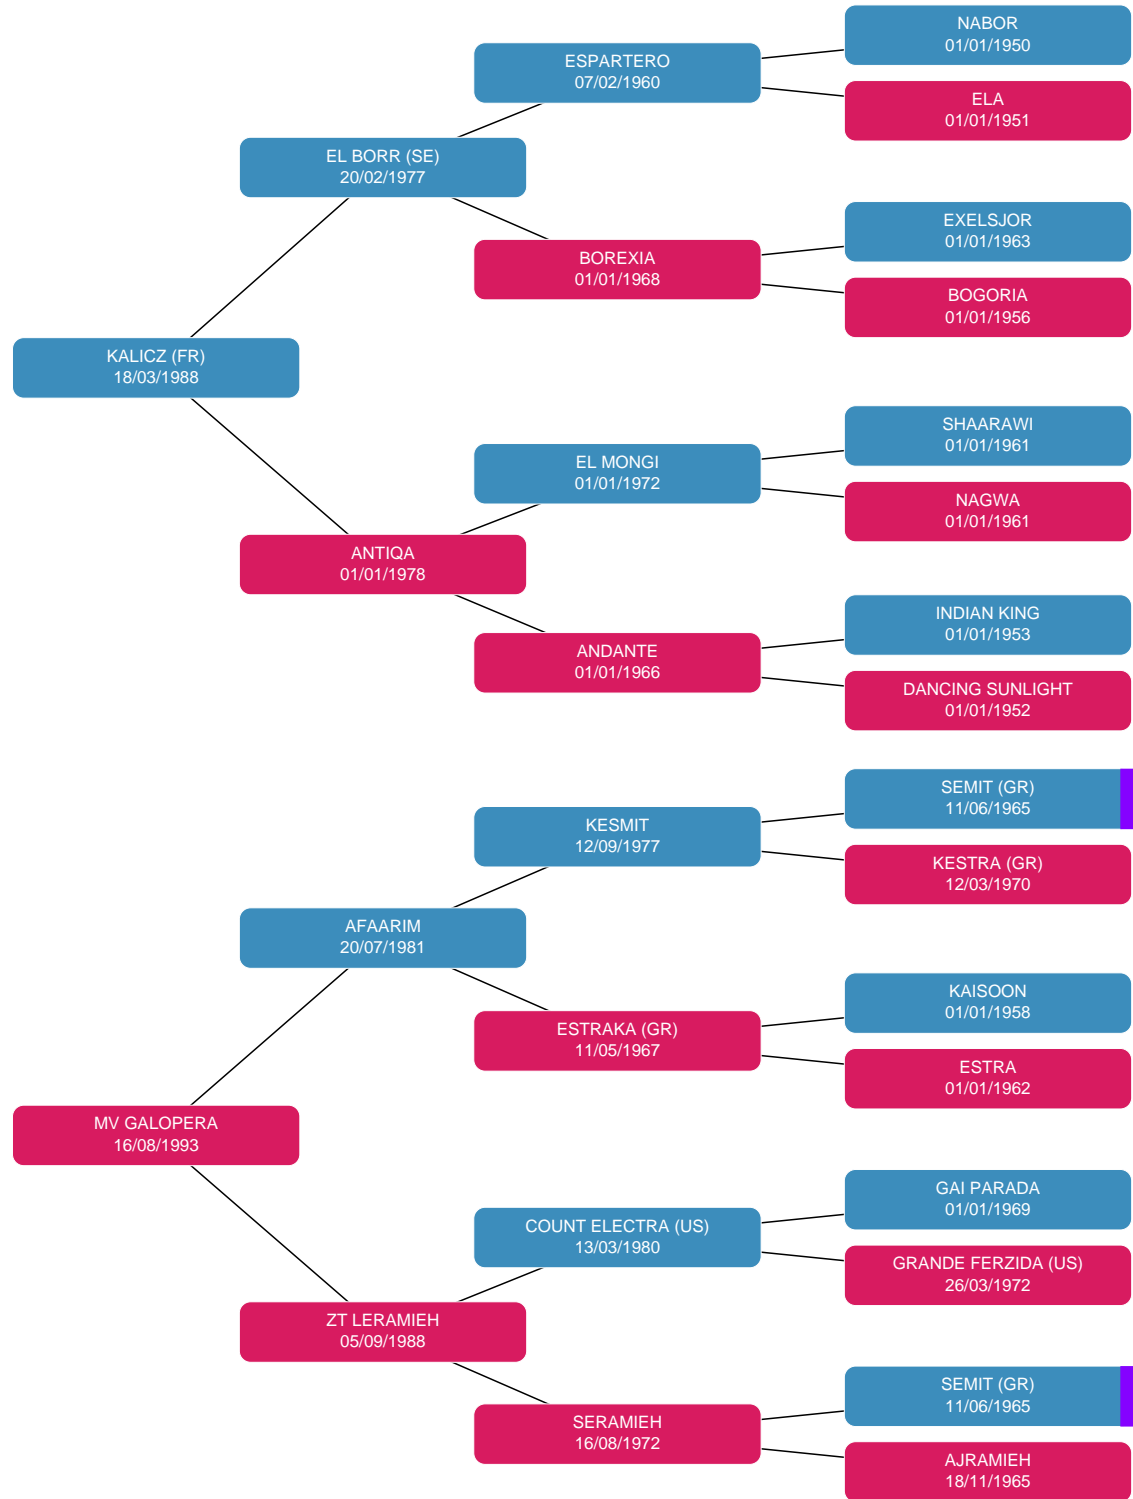 NABOR
01/01/1950
ESPARTERO
07/02/1960
ELA
01/01/1951
EL BORR (SE)
20/02/1977
EXELSJOR
01/01/1963
BOREXIA
01/01/1968
BOGORIA
01/01/1956
KALICZ (FR)
18/03/1988
SHAARAWI
01/01/1961
EL MONGI
01/01/1972
NAGWA
01/01/1961
ANTIQA
01/01/1978
INDIAN KING
01/01/1953
ANDANTE
01/01/1966
DANCING SUNLIGHT
01/01/1952
SEMIT (GR)
11/06/1965
KESMIT
12/09/1977
KESTRA (GR)
12/03/1970
AFAARIM
20/07/1981
KAISOON
01/01/1958
ESTRAKA (GR)
11/05/1967
ESTRA
01/01/1962
MV GALOPERA
16/08/1993
GAI PARADA
01/01/1969
COUNT ELECTRA (US)
13/03/1980
GRANDE FERZIDA (US)
26/03/1972
ZT LERAMIEH
05/09/1988
SEMIT (GR)
11/06/1965
SERAMIEH
16/08/1972
AJRAMIEH
18/11/1965